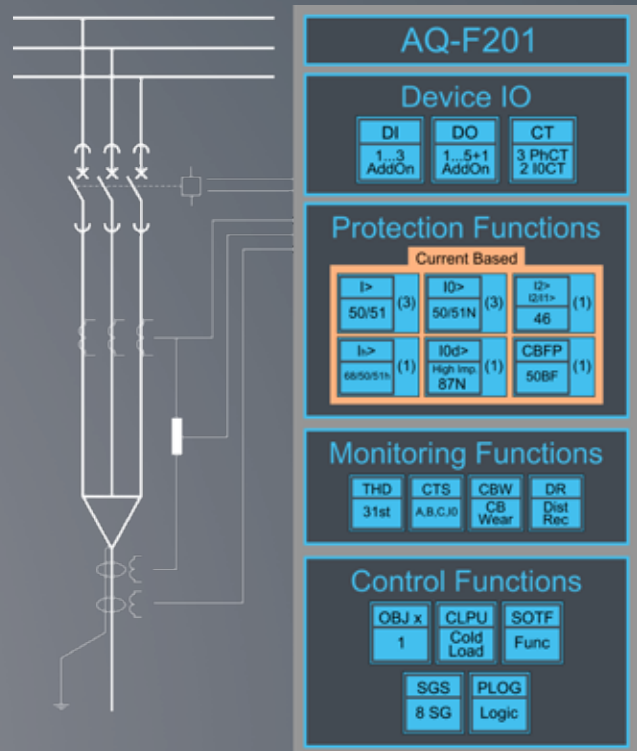 AQ-F201
Device IO
DI
1...3
AddOn
DO
1...5+1
AddOn
CT
3 PhCT
2 I0CT
Protection Functions
Current Based
I>
50/51
(3)
I0>
50/51N
(3)
I2>
I2/I1>
46
(1)
Ih>
68/50/51h
(1)
I0d>
High Imp.
87N
(1)
CBFP
50BF
(1)
Monitoring Functions
THD
31st
CTS
A,B,C,I0
CBW
CB
Wear
DR
Dist
Rec
Control Functions
OBJ x
1
CLPU
Cold
Load
SOTF
Func
SGS
8 SG
PLOG
Logic